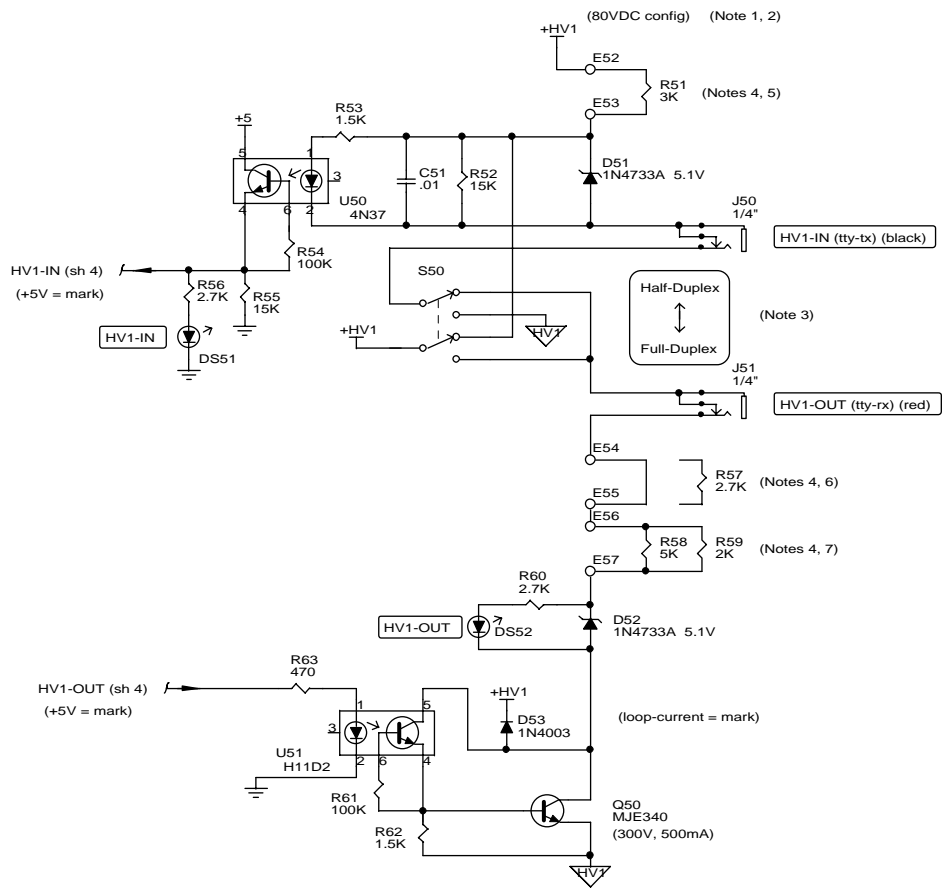 (80VDC config) (Note 1, 2)
+HV1
E52
R51
3K
(Notes 4, 5)
E53
R53
1.5K
+5
5
1
2
3
4
6
U50
4N37
C51
.01
R52
15K
D51
1N4733A 5.1V
J50
1/4"
HV1-IN (tty-tx) (black)
R54
100K
HV1-IN (sh 4)
(+5V = mark)
R56
2.7K
R55
15K
HV1-IN
DS51
S50
+HV1
HV1
Half-Duplex
Full-Duplex
(Note 3)
J51
1/4"
HV1-OUT (tty-rx) (red)
E54
R57
2.7K
(Notes 4, 6)
E55
E56
R58
5K
R59
2K
(Notes 4, 7)
E57
R60
2.7K
HV1-OUT
DS52
D52
1N4733A 5.1V
R63
470
HV1-OUT (sh 4)
(+5V = mark)
1
5
3
2
6
4
U51
H11D2
+HV1
D53
1N4003
(loop-current = mark)
R61
100K
R62
1.5K
Q50
MJE340
(300V, 500mA)
HV1